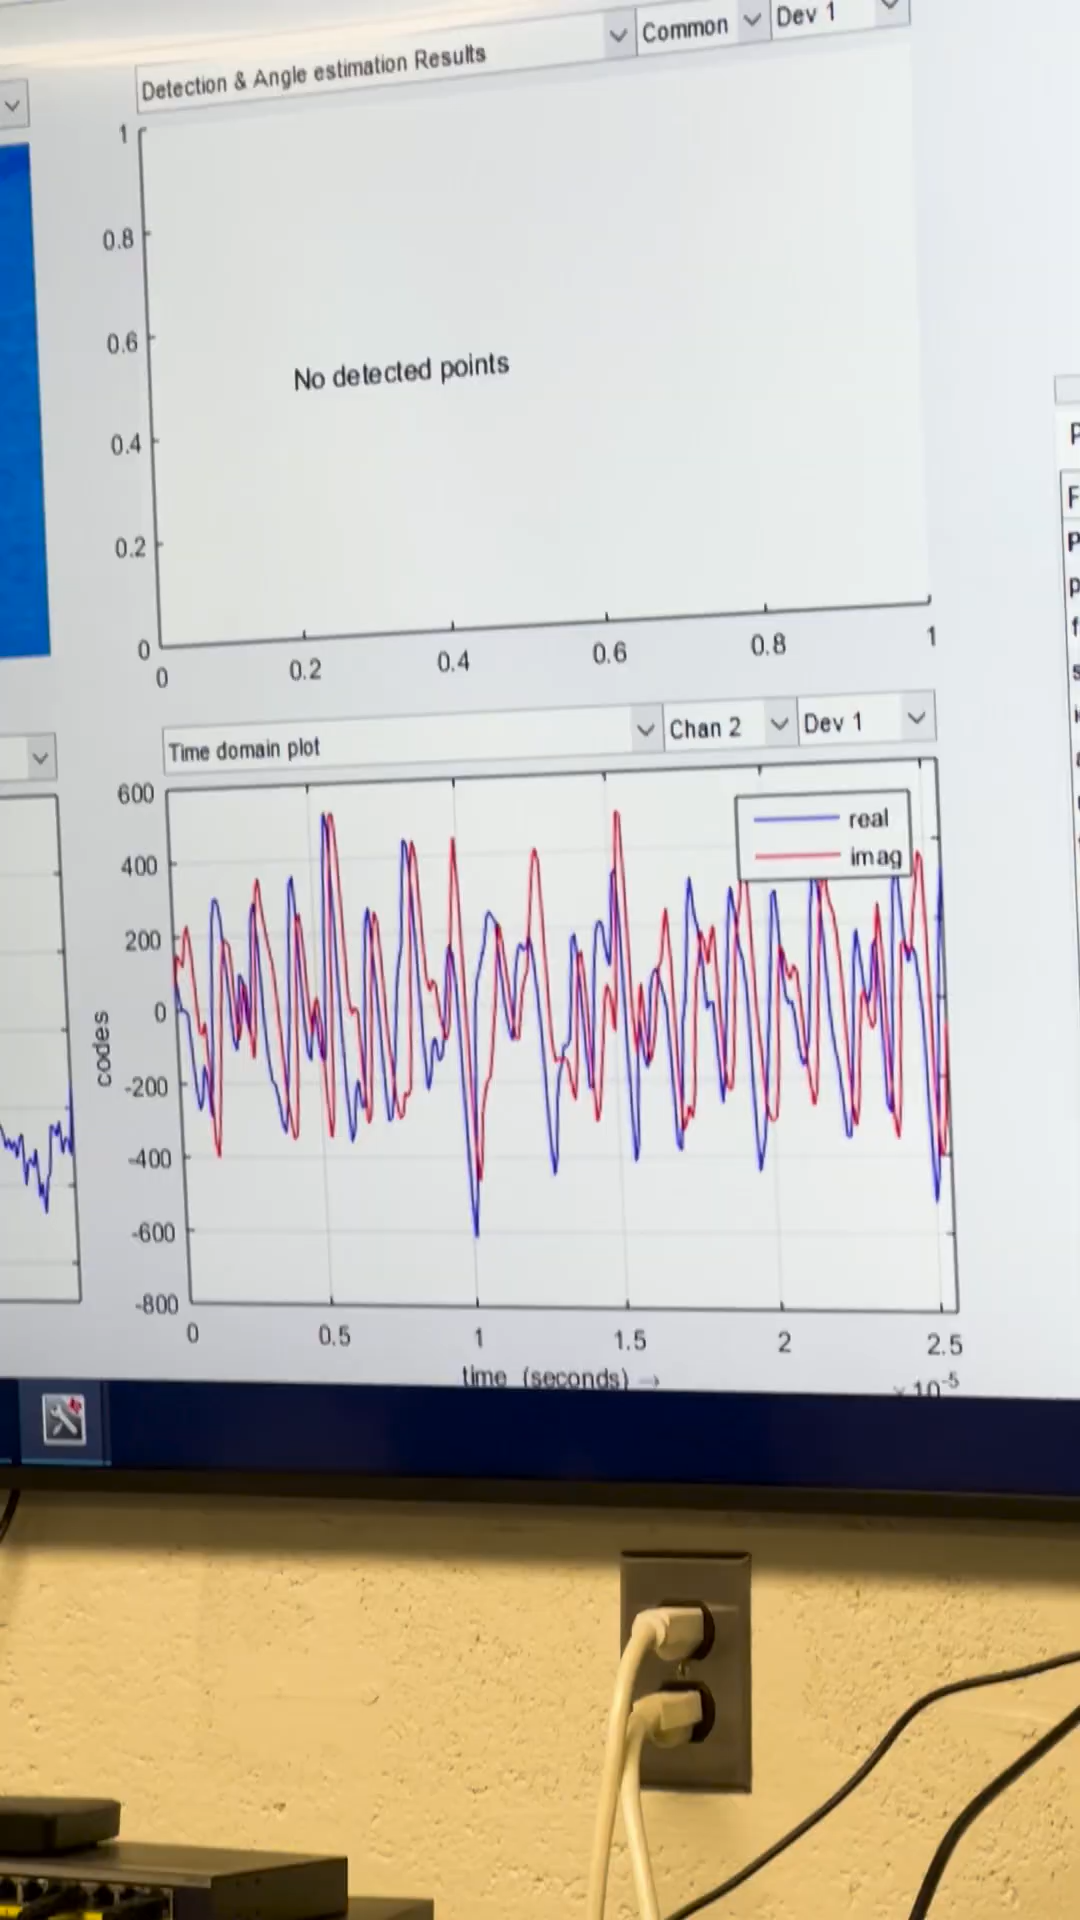 Detection & Angle estimation Results
Common
Dev 1
1
0.8
0.6
0.4
0.2
0
No detected points
0
0.2
0.4
0.6
0.8
1
Time domain plot
Chan 2
Dev 1
600
400
200
0
-200
-400
-600
-800
codes
real
imag
0
0.5
1
1.5
2
2.5
time (seconds) →
× 10-5
P
F
P
p
f
s